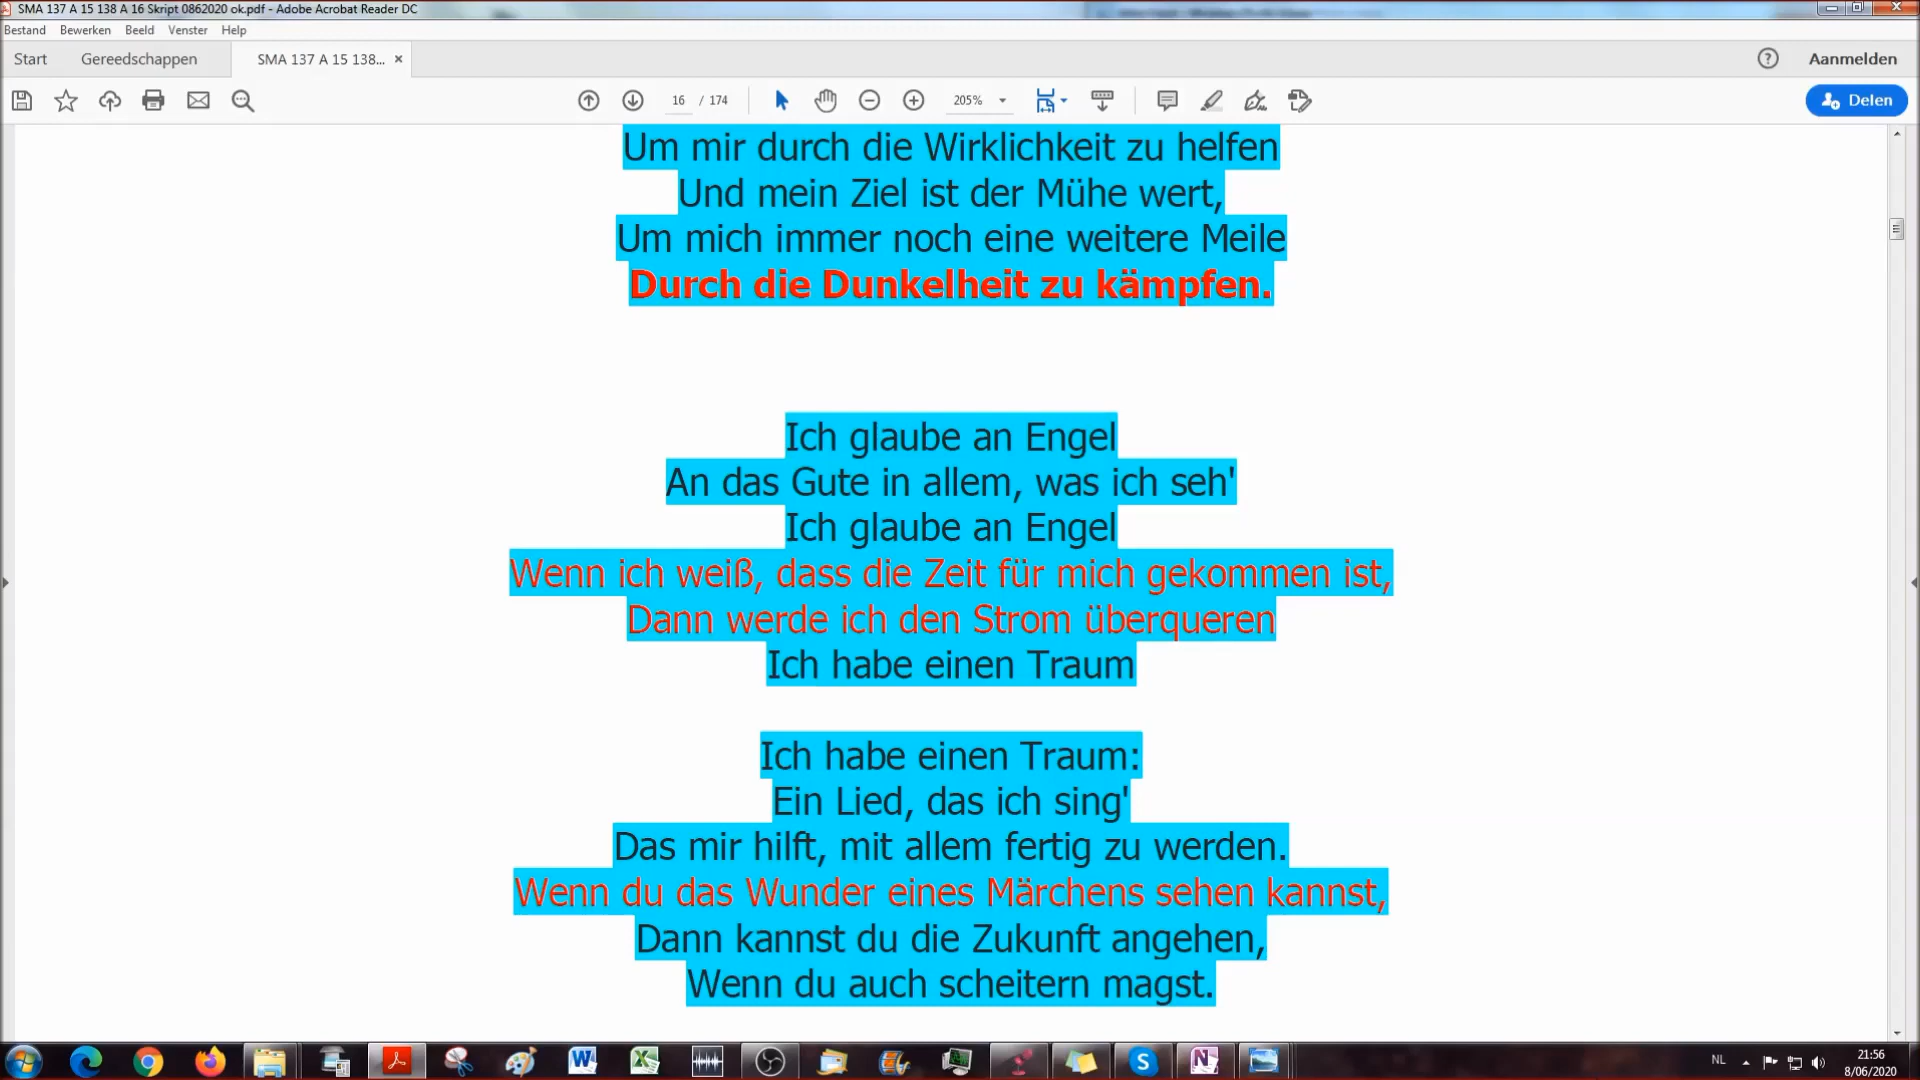 SMA 137 A 15 138 A 16 Skript 0862020 ok.pdf - Adobe Acrobat Reader DC
Bestand Bewerken Beeld Venster Help
Start Gereedschappen SMA 137 A 15 138... × Aanmelden
16 / 174 205% Delen
Um mir durch die Wirklichkeit zu helfen
Und mein Ziel ist der Mühe wert,
Um mich immer noch eine weitere Meile
Durch die Dunkelheit zu kämpfen.
Ich glaube an Engel
An das Gute in allem, was ich seh'
Ich glaube an Engel
Wenn ich weiß, dass die Zeit für mich gekommen ist,
Dann werde ich den Strom überqueren
Ich habe einen Traum
Ich habe einen Traum:
Ein Lied, das ich sing'
Das mir hilft, mit allem fertig zu werden.
Wenn du das Wunder eines Märchens sehen kannst,
Dann kannst du die Zukunft angehen,
Wenn du auch scheitern magst.
NL 21:56
8/06/2020